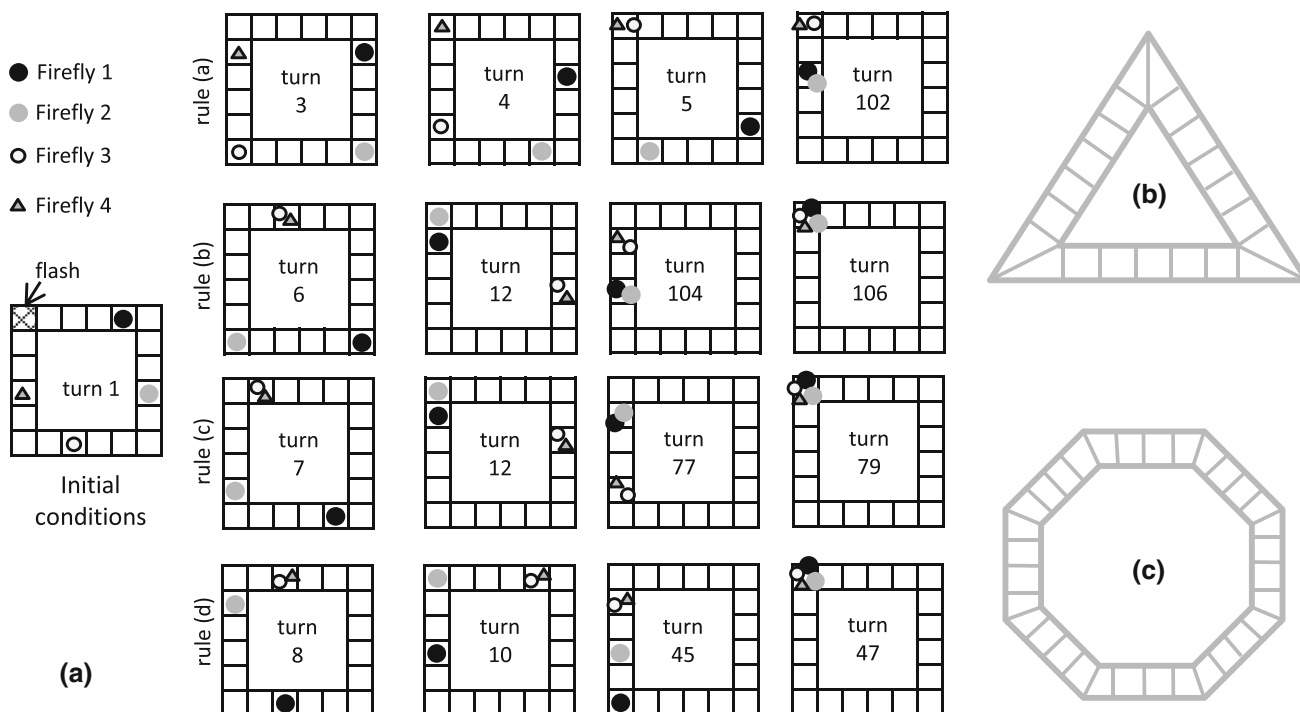 Firefly 1
Firefly 2
Firefly 3
Firefly 4
flash
turn 1
Initial
conditions
(a)
rule (a)
turn
3
turn
4
turn
5
turn
102
rule (b)
turn
6
turn
12
turn
104
turn
106
rule (c)
turn
7
turn
12
turn
77
turn
79
rule (d)
turn
8
turn
10
turn
45
turn
47
(b)
(c)